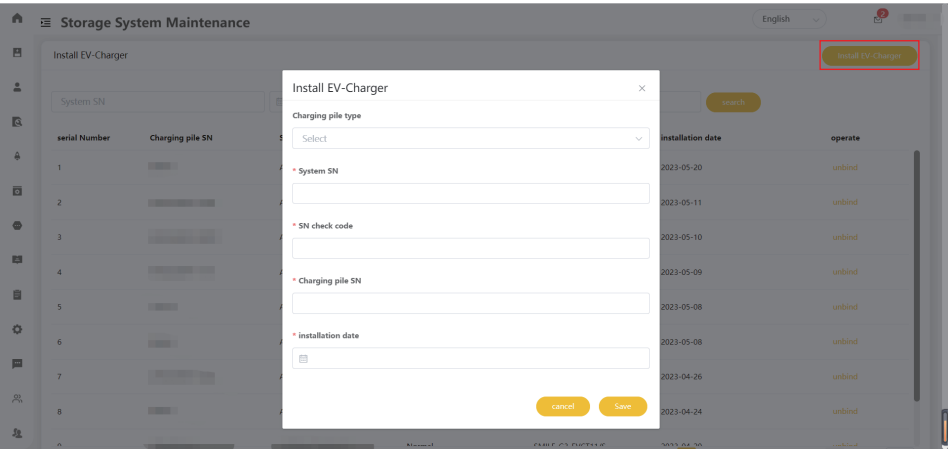 Storage System Maintenance
English
2
Install EV-Charger
Install EV-Charger
System SN
search
serial Number Charging pile SN installation date operate
1 2023-05-20 unbind
2 2023-05-11 unbind
3 2023-05-10 unbind
4 2023-05-09 unbind
5 2023-05-08 unbind
6 2023-05-08 unbind
7 2023-04-26 unbind
8 2023-04-24 unbind
Normal
Install EV-Charger
Charging pile type
Select
* System SN
* SN check code
* Charging pile SN
* installation date
cancel Save